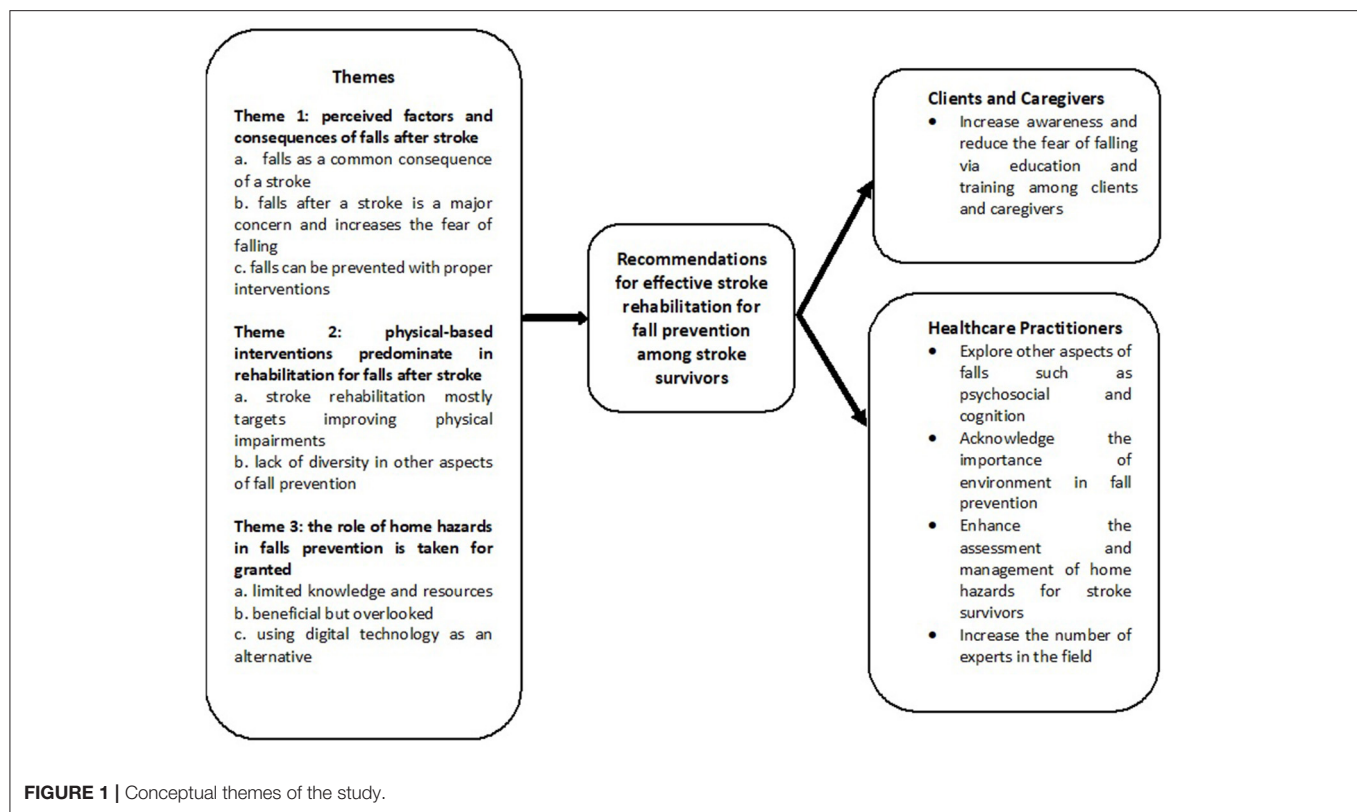 Themes
Theme 1: perceived factors and
consequences of falls after stroke
a. falls as a common consequence
of a stroke
b. falls after a stroke is a major
concern and increases the fear of
falling
c. falls can be prevented with proper
interventions
Theme 2: physical-based
interventions predominate in
rehabilitation for falls after stroke
a. stroke rehabilitation mostly
targets improving physical
impairments
b. lack of diversity in other aspects
of fall prevention
Theme 3: the role of home hazards
in falls prevention is taken for
granted
a. limited knowledge and resources
b. beneficial but overlooked
c. using digital technology as an
alternative
Recommendations
for effective stroke
rehabilitation for
fall prevention
among stroke
survivors
Clients and Caregivers
• Increase awareness and
reduce the fear of falling
via education and
training among clients
and caregivers
Healthcare Practitioners
• Explore other aspects of
falls such as
psychosocial and
cognition
• Acknowledge the
importance of
environment in fall
prevention
• Enhance the
assessment and
management of home
hazards for stroke
survivors
• Increase the number of
experts in the field
FIGURE 1 | Conceptual themes of the study.